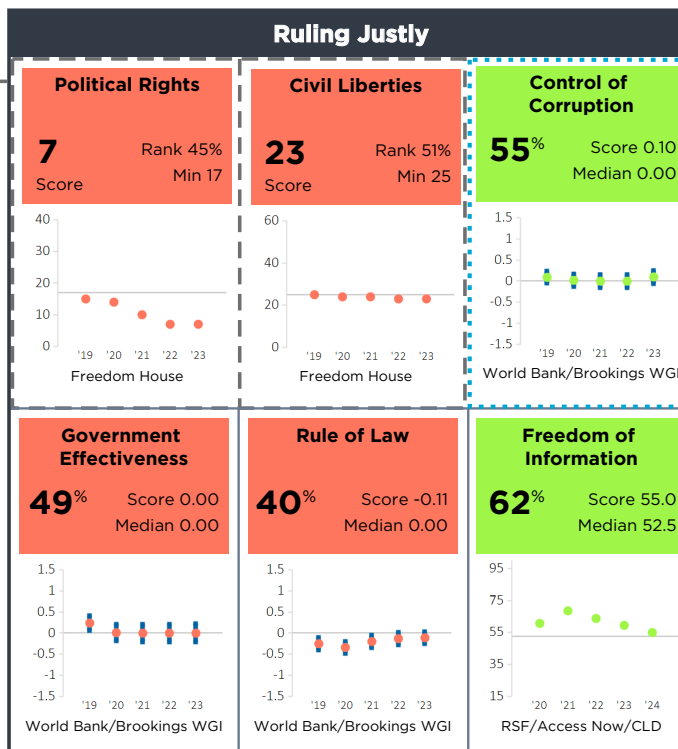 Ruling Justly
Political Rights
7
Score
Rank 45%
Min 17
40
30
20
10
0
'19 '20 '21 '22 '23
Freedom House
Civil Liberties
23
Score
Rank 51%
Min 25
60
40
20
0
'19 '20 '21 '22 '23
Freedom House
Control of
Corruption
55%
Score 0.10
Median 0.00
1.5
1
0.5
0
-0.5
-1
-1.5
'19 '20 '21 '22 '23
World Bank/Brookings WGI
Government
Effectiveness
49%
Score 0.00
Median 0.00
1.5
1
0.5
0
-0.5
-1
-1.5
'19 '20 '21 '22 '23
World Bank/Brookings WGI
Rule of Law
40%
Score -0.11
Median 0.00
1.5
1
0.5
0
-0.5
-1
-1.5
'19 '20 '21 '22 '23
World Bank/Brookings WGI
Freedom of
Information
62%
Score 55.0
Median 52.5
95
75
55
35
15
'20 '21 '22 '23 '24
RSF/Access Now/CLD